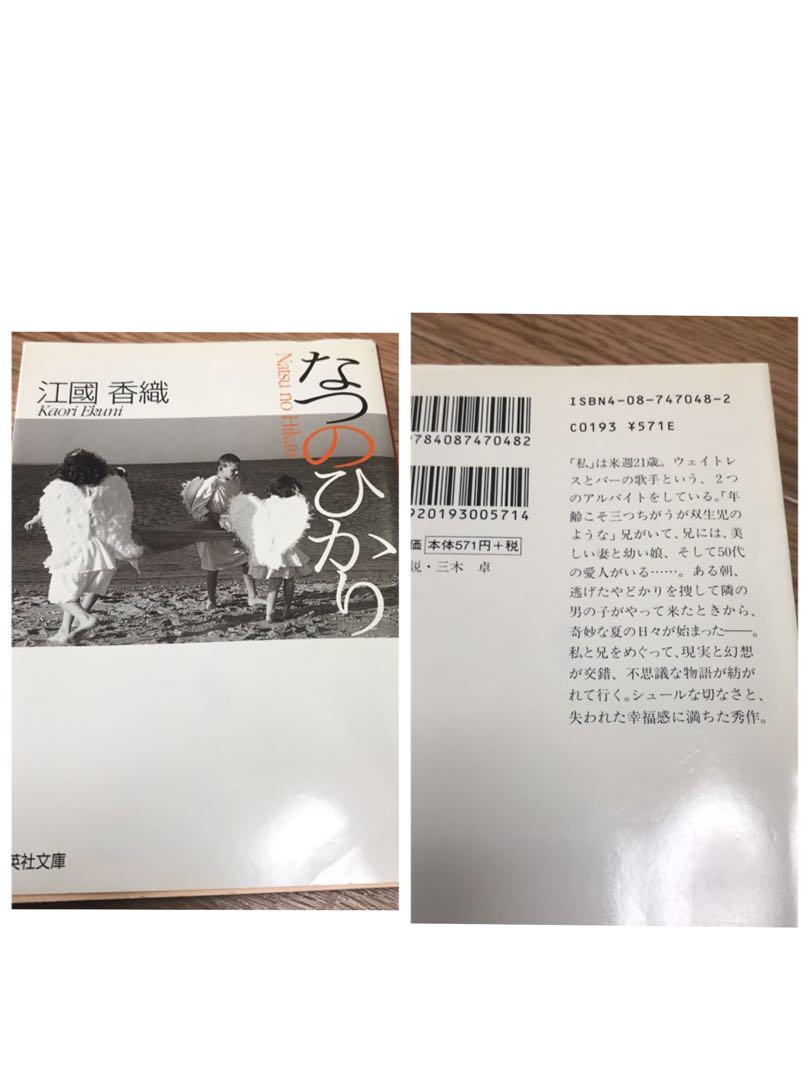 江國 香織
Kaori Ekuni
なつのひかり
Natsu no Hikari
英社文庫
9784087470482
920193005714
価 本体571円+税
説・三木 卓
ISBN4-08-747048-2
C0193 ¥571E
「私」は来週21歳。ウェイトレ
スとバーの歌手という、2つ
のアルバイトをしている。「年
齢こそ三つちがうが双生児の
ような」兄がいて、兄には、美
しい妻と幼い娘、そして50代
の愛人がいる……。ある朝、
逃げたやどかりを捜して隣の
男の子がやって来たときから、
奇妙な夏の日々が始まった――。
私と兄をめぐって、現実と幻想
が交錯、不思議な物語が紡が
れて行く。シュールな切なさと、
失われた幸福感に満ちた秀作。